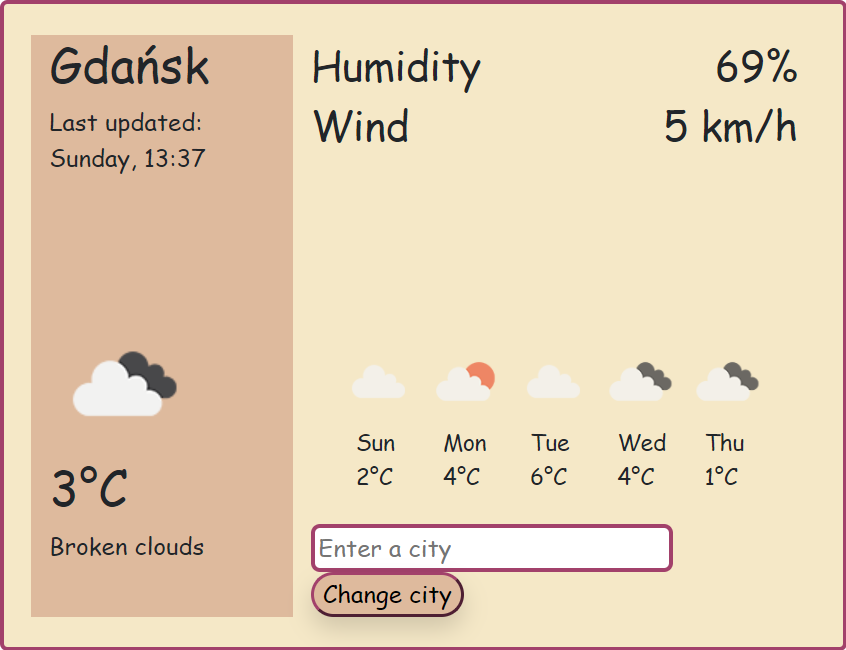 Gdańsk
Last updated:
Sunday, 13:37
3°C
Broken clouds
Humidity 69%
Wind 5 km/h
Sun Mon Tue Wed Thu
2°C 4°C 6°C 4°C 1°C
Enter a city
Change city